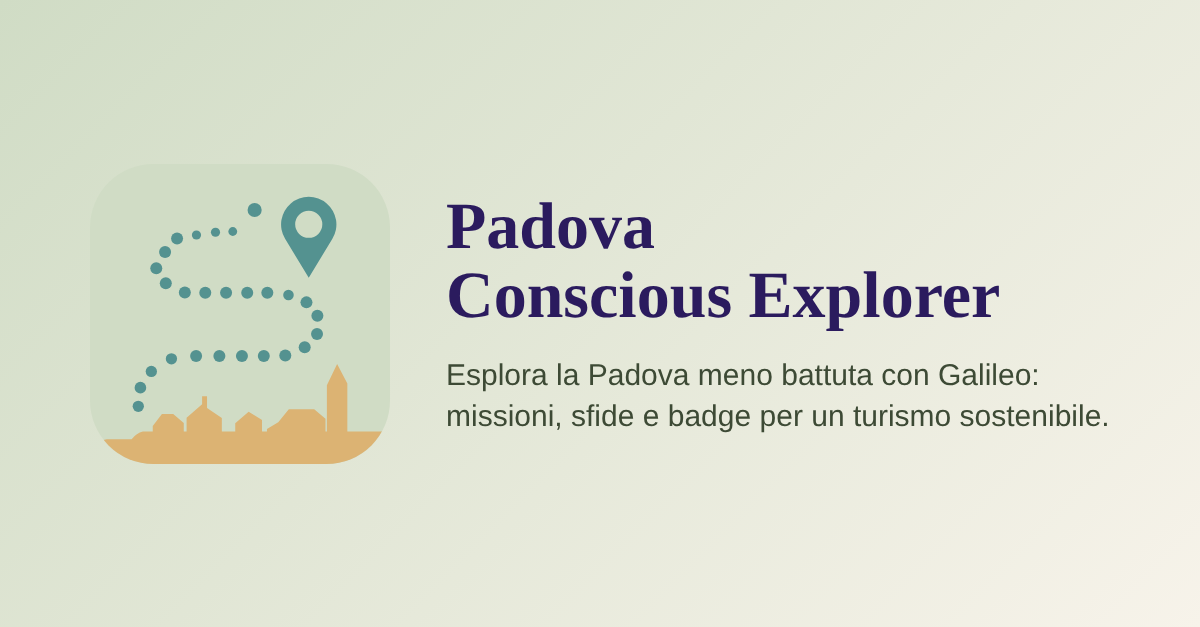 Padova
Conscious Explorer
Esplora la Padova meno battuta con Galileo:
missioni, sfide e badge per un turismo sostenibile.